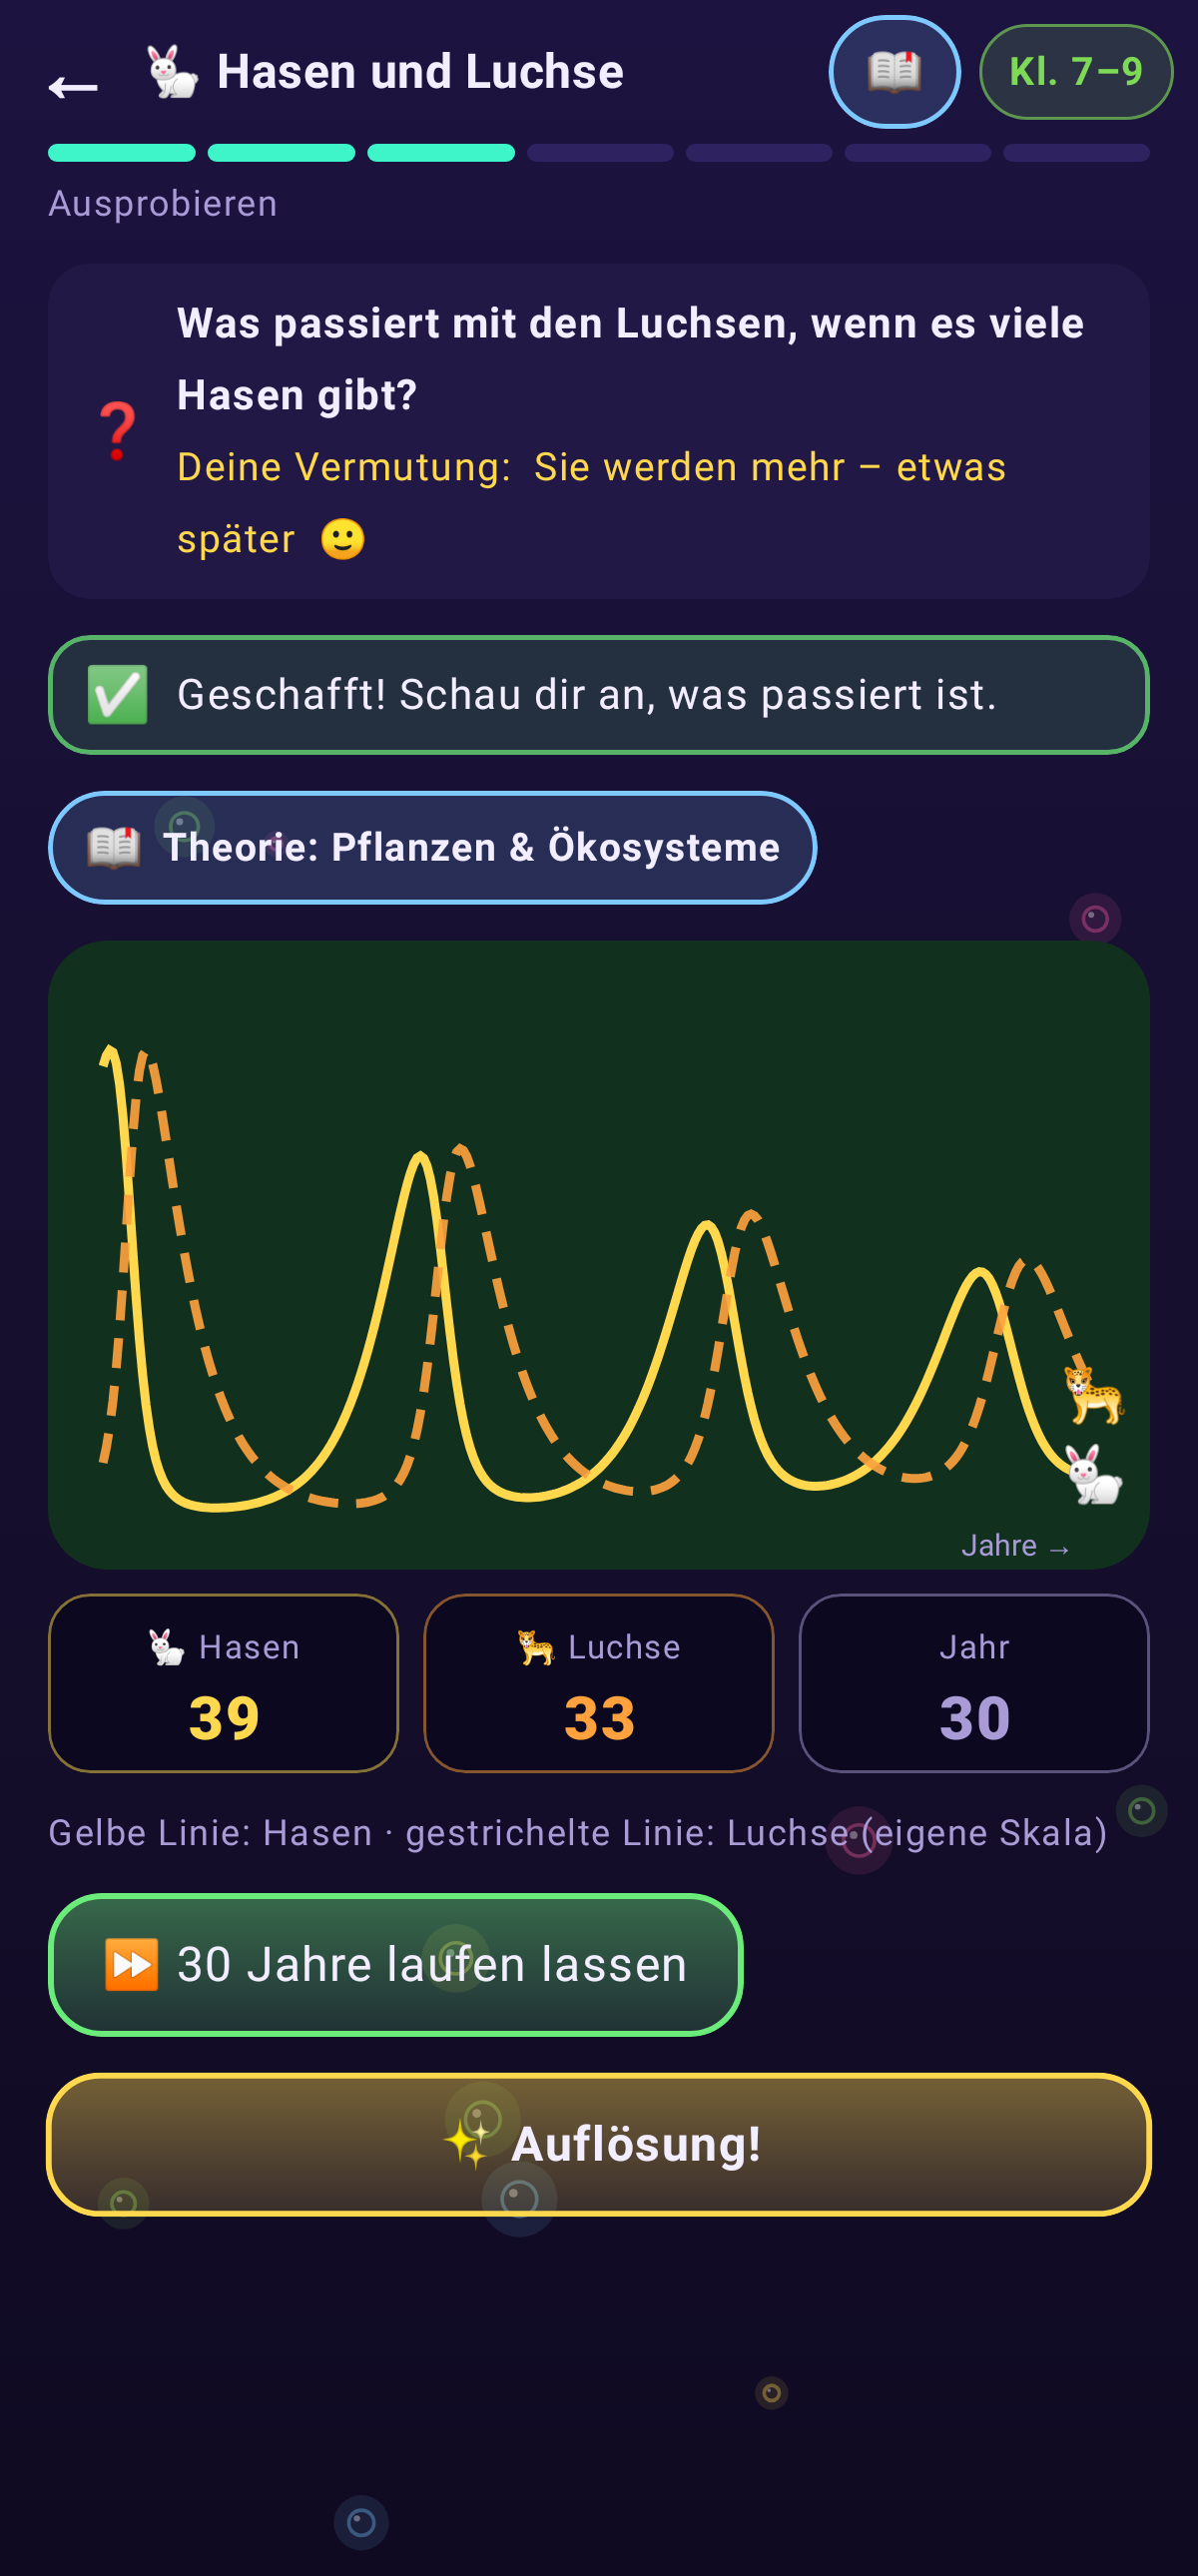 ← 🐇 Hasen und Luchse 📖 Kl. 7–9
Ausprobieren
❓ Was passiert mit den Luchsen, wenn es viele
Hasen gibt?
Deine Vermutung: Sie werden mehr – etwas
später 🙂
✅ Geschafft! Schau dir an, was passiert ist.
📖 Theorie: Pflanzen & Ökosysteme
Jahre →
🐇 Hasen
39
🐆 Luchse
33
Jahr
30
Gelbe Linie: Hasen · gestrichelte Linie: Luchse (eigene Skala)
⏩ 30 Jahre laufen lassen
✨ Auflösung!